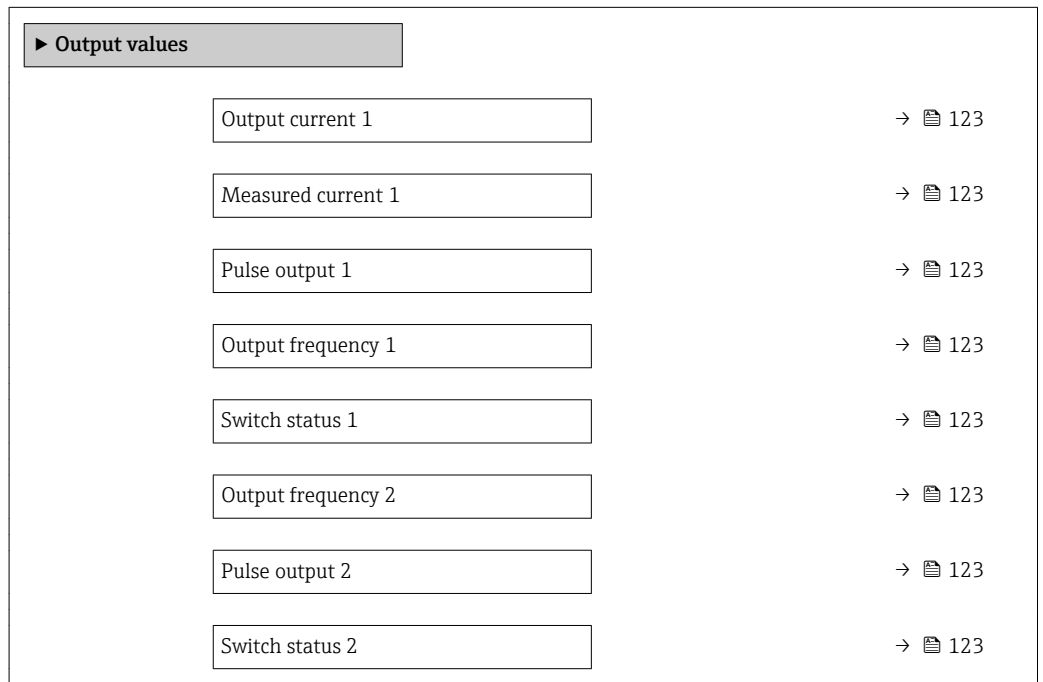 ▶ Output values
Output current 1 → 123
Measured current 1 → 123
Pulse output 1 → 123
Output frequency 1 → 123
Switch status 1 → 123
Output frequency 2 → 123
Pulse output 2 → 123
Switch status 2 → 123